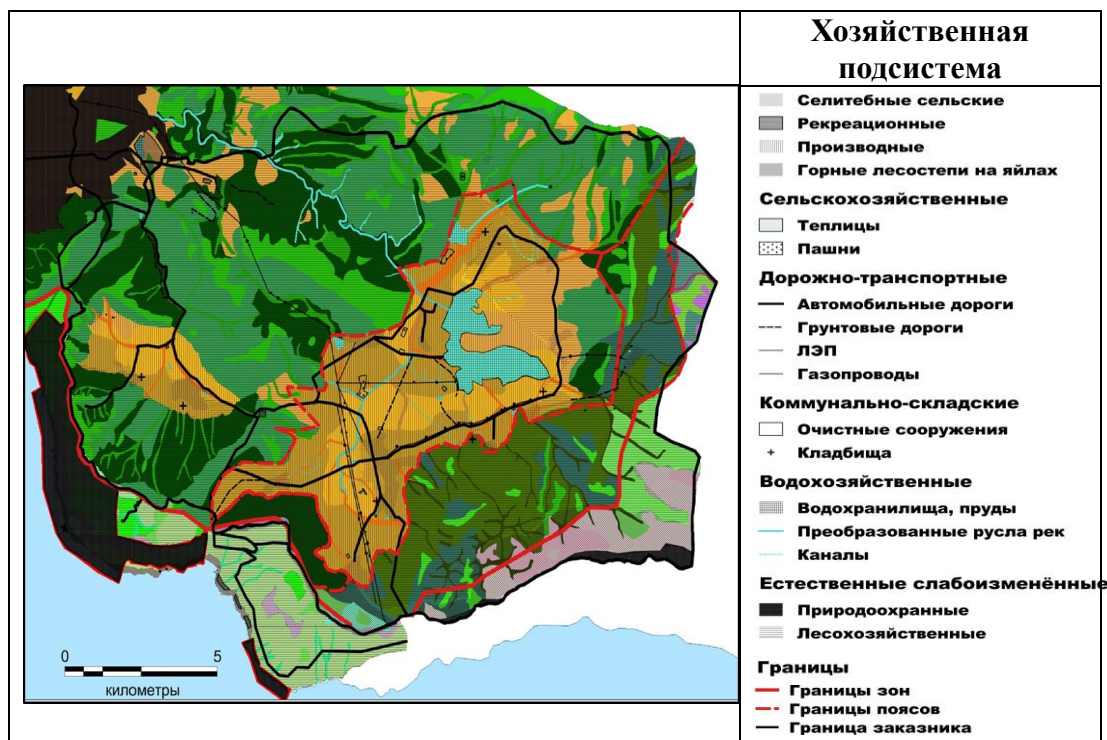 Хозяйственная
подсистема
Селитебные сельские
Рекреационные
Производные
Горные лесостепи на яйлах
Сельскохозяйственные
Теплицы
Пашни
Дорожно-транспортные
Автомобильные дороги
Грунтовые дороги
ЛЭП
Газопроводы
Коммунально-складские
Очистные сооружения
Кладбища
Водохозяйственные
Водохранилища, пруды
Преобразованные русла рек
Каналы
Естественные слабоизменённые
Природоохранные
Лесохозяйственные
Границы
Границы зон
Границы поясов
Граница заказника
0 5
километры